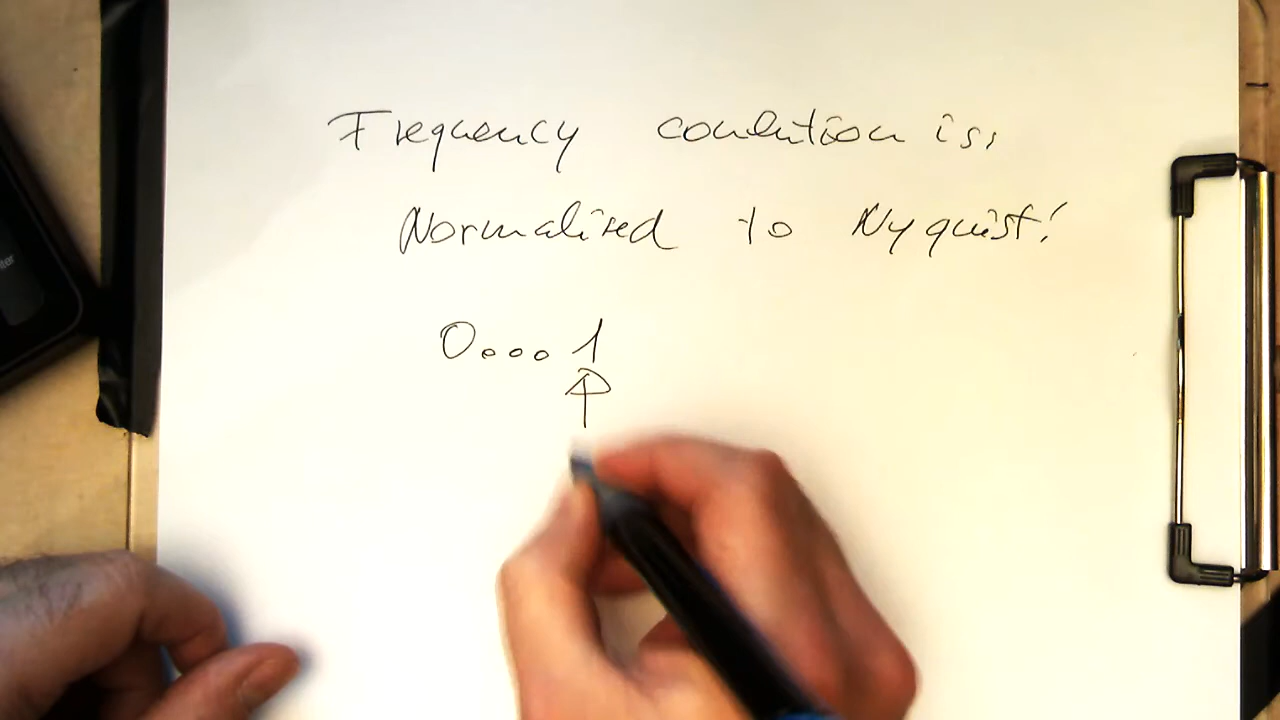 Frequency condition is,
Normalised to Nyquist!
0...1